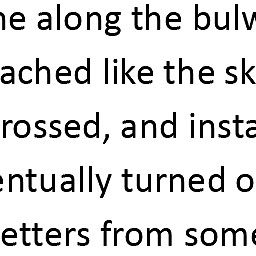 ne along the bulw
ached like the sk
rossed, and insta
entually turned o
etters from some